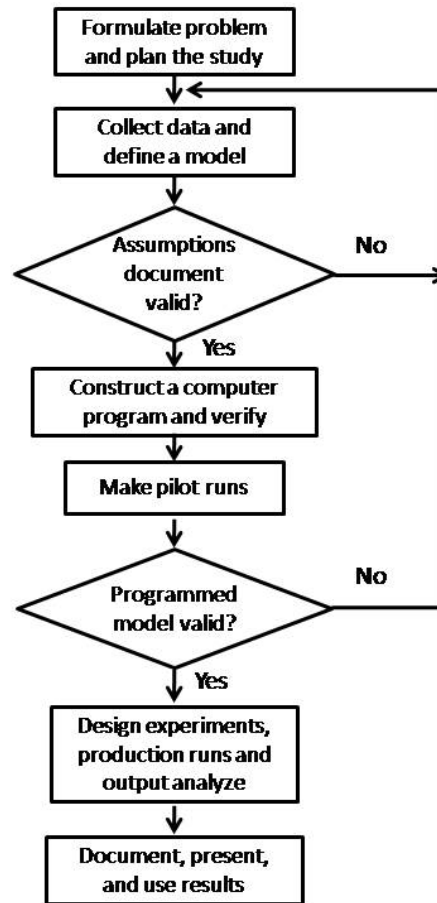 Formulate problem
and plan the study
Collect data and
define a model
Assumptions
document
valid?
No
Yes
Construct a computer
program and verify
Make pilot runs
Programmed
model valid?
No
Yes
Design experiments,
production runs and
output analyze
Document, present,
and use results